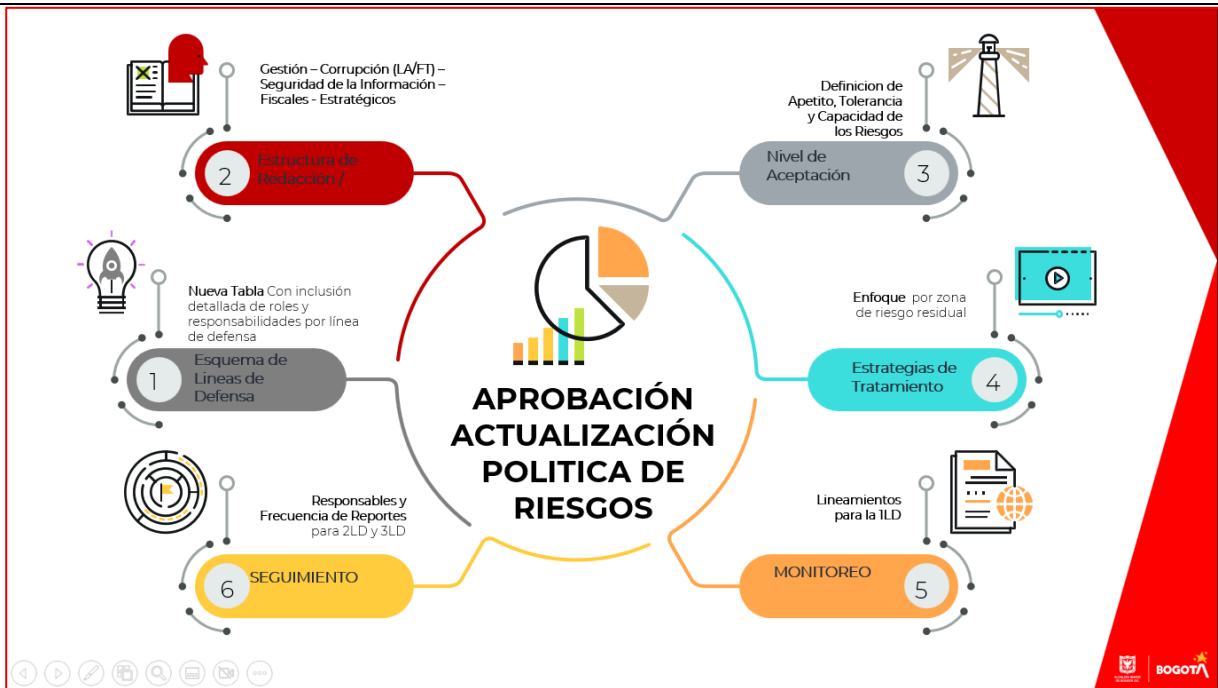 Gestión – Corrupción (LA/FT) –
Seguridad de la Información –
Fiscales - Estratégicos
2
Estructura de
Redacción /
Definicion de
Apetito, Tolerancia
y Capacidad de
los Riesgos
Nivel de
Aceptación
3
Nueva Tabla Con inclusión
detallada de roles y
responsabilidades por línea
de defensa
1
Esquema de
Lineas de
Defensa
Enfoque por zona
de riesgo residual
Estrategias de
Tratamiento
4
APROBACIÓN
ACTUALIZACIÓN
POLITICA DE
RIESGOS
Responsables y
Frecuencia de Reportes
para 2LD y 3LD
6
SEGUIMIENTO
Lineamientos
para la 1LD
MONITOREO
5
BOGOTÁ